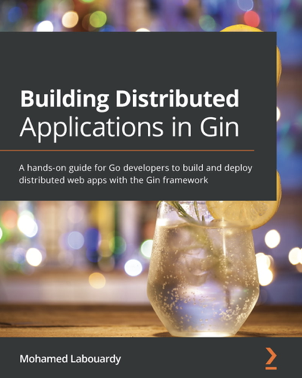 Building Distributed
Applications in Gin
A hands-on guide for Go developers to build and deploy
distributed web apps with the Gin framework
Mohamed Labouardy